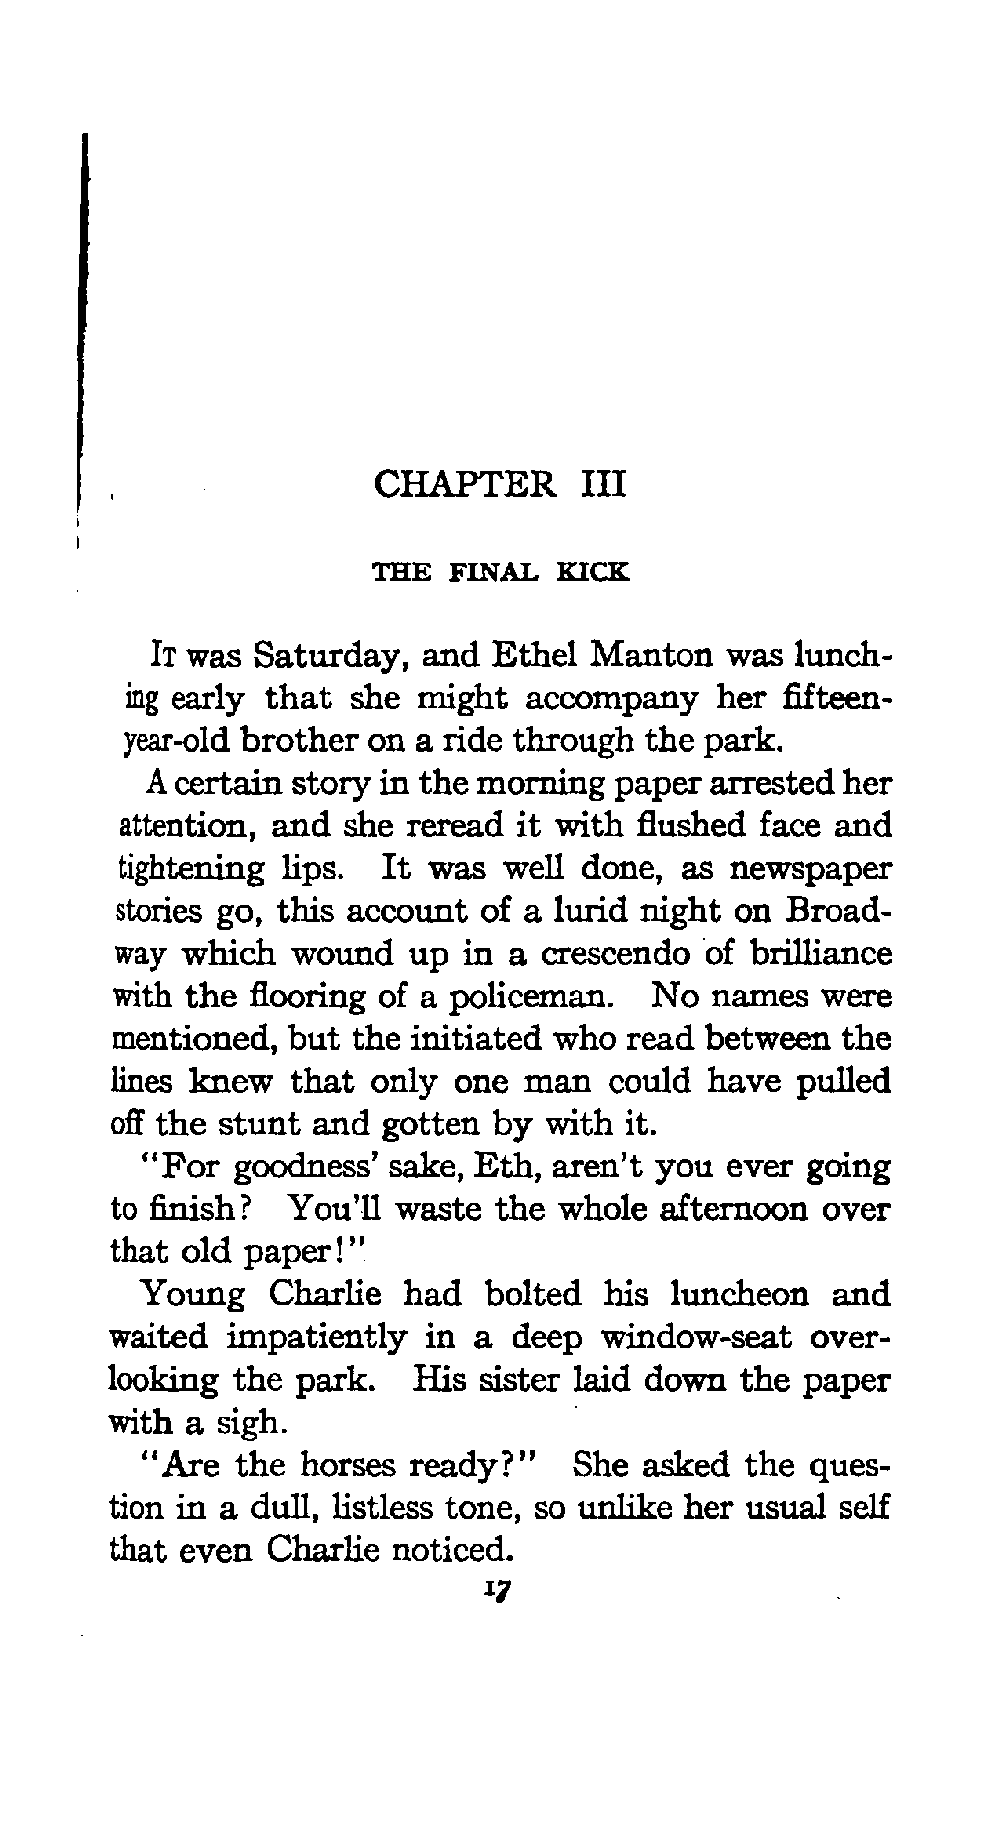 CHAPTER III
THE FINAL KICK
IT was Saturday, and Ethel Manton was lunch-
ing early that she might accompany her fifteen-
year-old brother on a ride through the park.
A certain story in the morning paper arrested her
attention, and she reread it with flushed face and
tightening lips. It was well done, as newspaper
stories go, this account of a lurid night on Broad-
way which wound up in a crescendo of brilliance
with the flooring of a policeman. No names were
mentioned, but the initiated who read between the
lines knew that only one man could have pulled
off the stunt and gotten by with it.
"For goodness' sake, Eth, aren't you ever going
to finish? You'll waste the whole afternoon over
that old paper!"
Young Charlie had bolted his luncheon and
waited impatiently in a deep window-seat over-
looking the park. His sister laid down the paper
with a sigh.
"Are the horses ready?" She asked the ques-
tion in a dull, listless tone, so unlike her usual self
that even Charlie noticed.
17